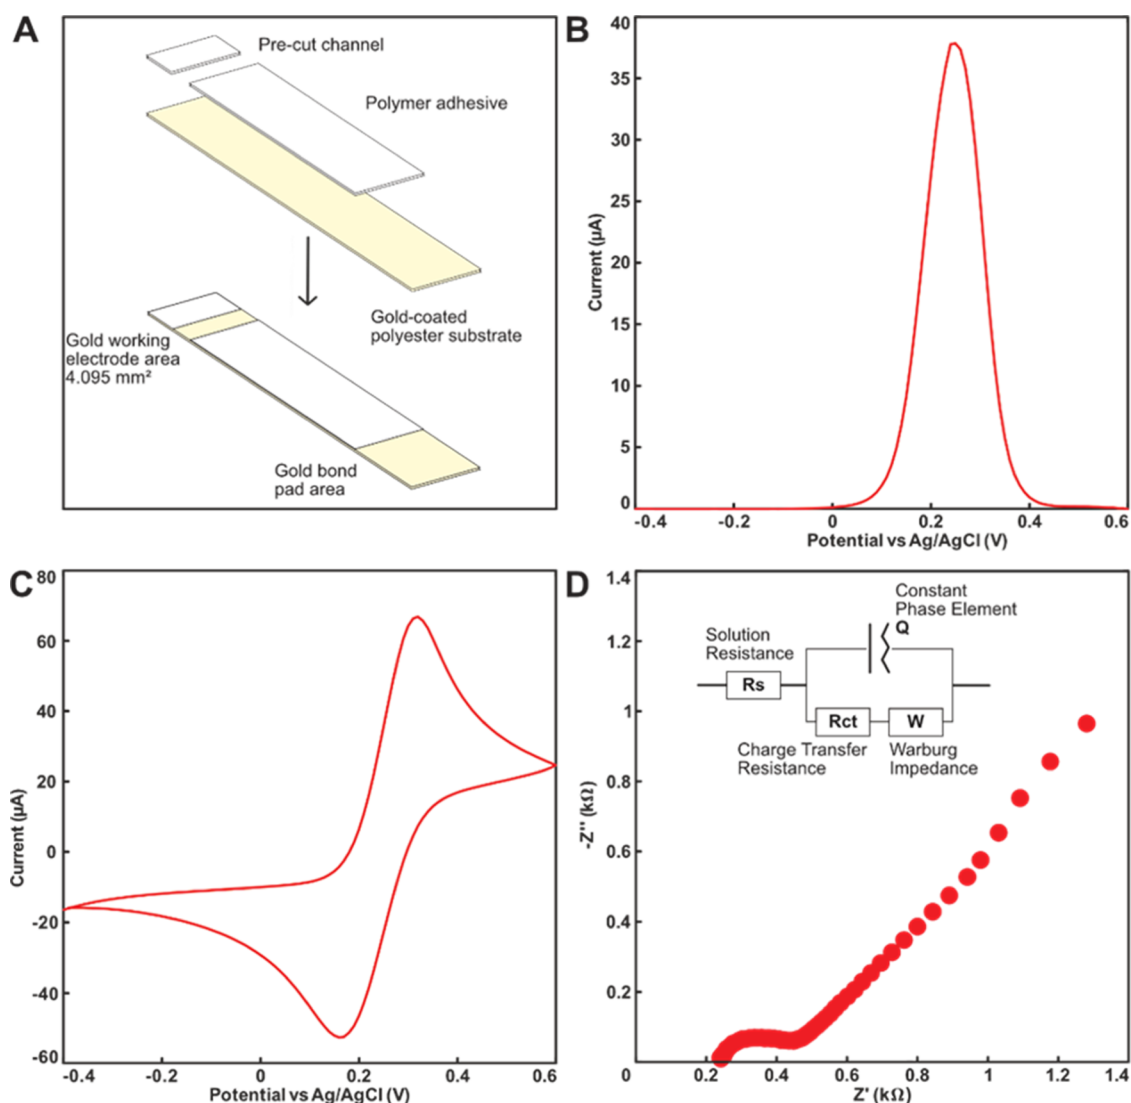 A
Pre-cut channel
Polymer adhesive
Gold-coated
polyester substrate
Gold working
electrode area
4.095 mm²
Gold bond
pad area
B
40
35
30
25
20
15
10
5
0
Current (µA)
-0.4
-0.2
0
0.2
0.4
0.6
Potential vs Ag/AgCl (V)
C
80
60
40
20
0
-20
-40
-60
Current (µA)
-0.4
-0.2
0
0.2
0.4
0.6
Potential vs Ag/AgCl (V)
D
1.4
1.2
1
0.8
0.6
0.4
0.2
-Z'' (kΩ)
Constant
Phase Element
Q
Solution
Resistance
Rs
Rct
W
Charge Transfer
Resistance
Warburg
Impedance
0
0.2
0.4
0.6
0.8
1
1.2
1.4
Z' (kΩ)